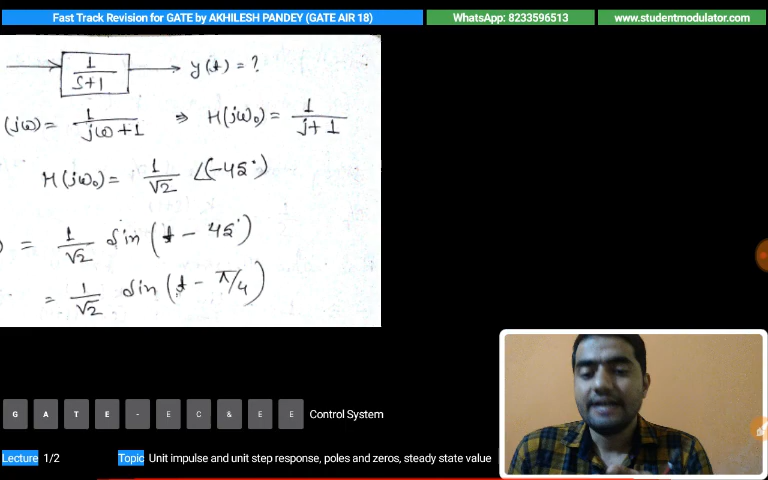 Fast Track Revision for GATE by AKHILESH PANDEY (GATE AIR 18)
WhatsApp: 8233596513
www.studentmodulator.com
1/(S+1) → y(t) = ?
(jω) = 1/(jω+1) ⇒ H(jω₀) = 1/(j+1)
H(jω₀) = 1/√2 ∠(-45°)
) = 1/√2 Sin (t - 45°)
= 1/√2 Sin (t - π/4)
G A T E - E C & E E Control System
Lecture 1/2 Topic Unit impulse and unit step response, poles and zeros, steady state value